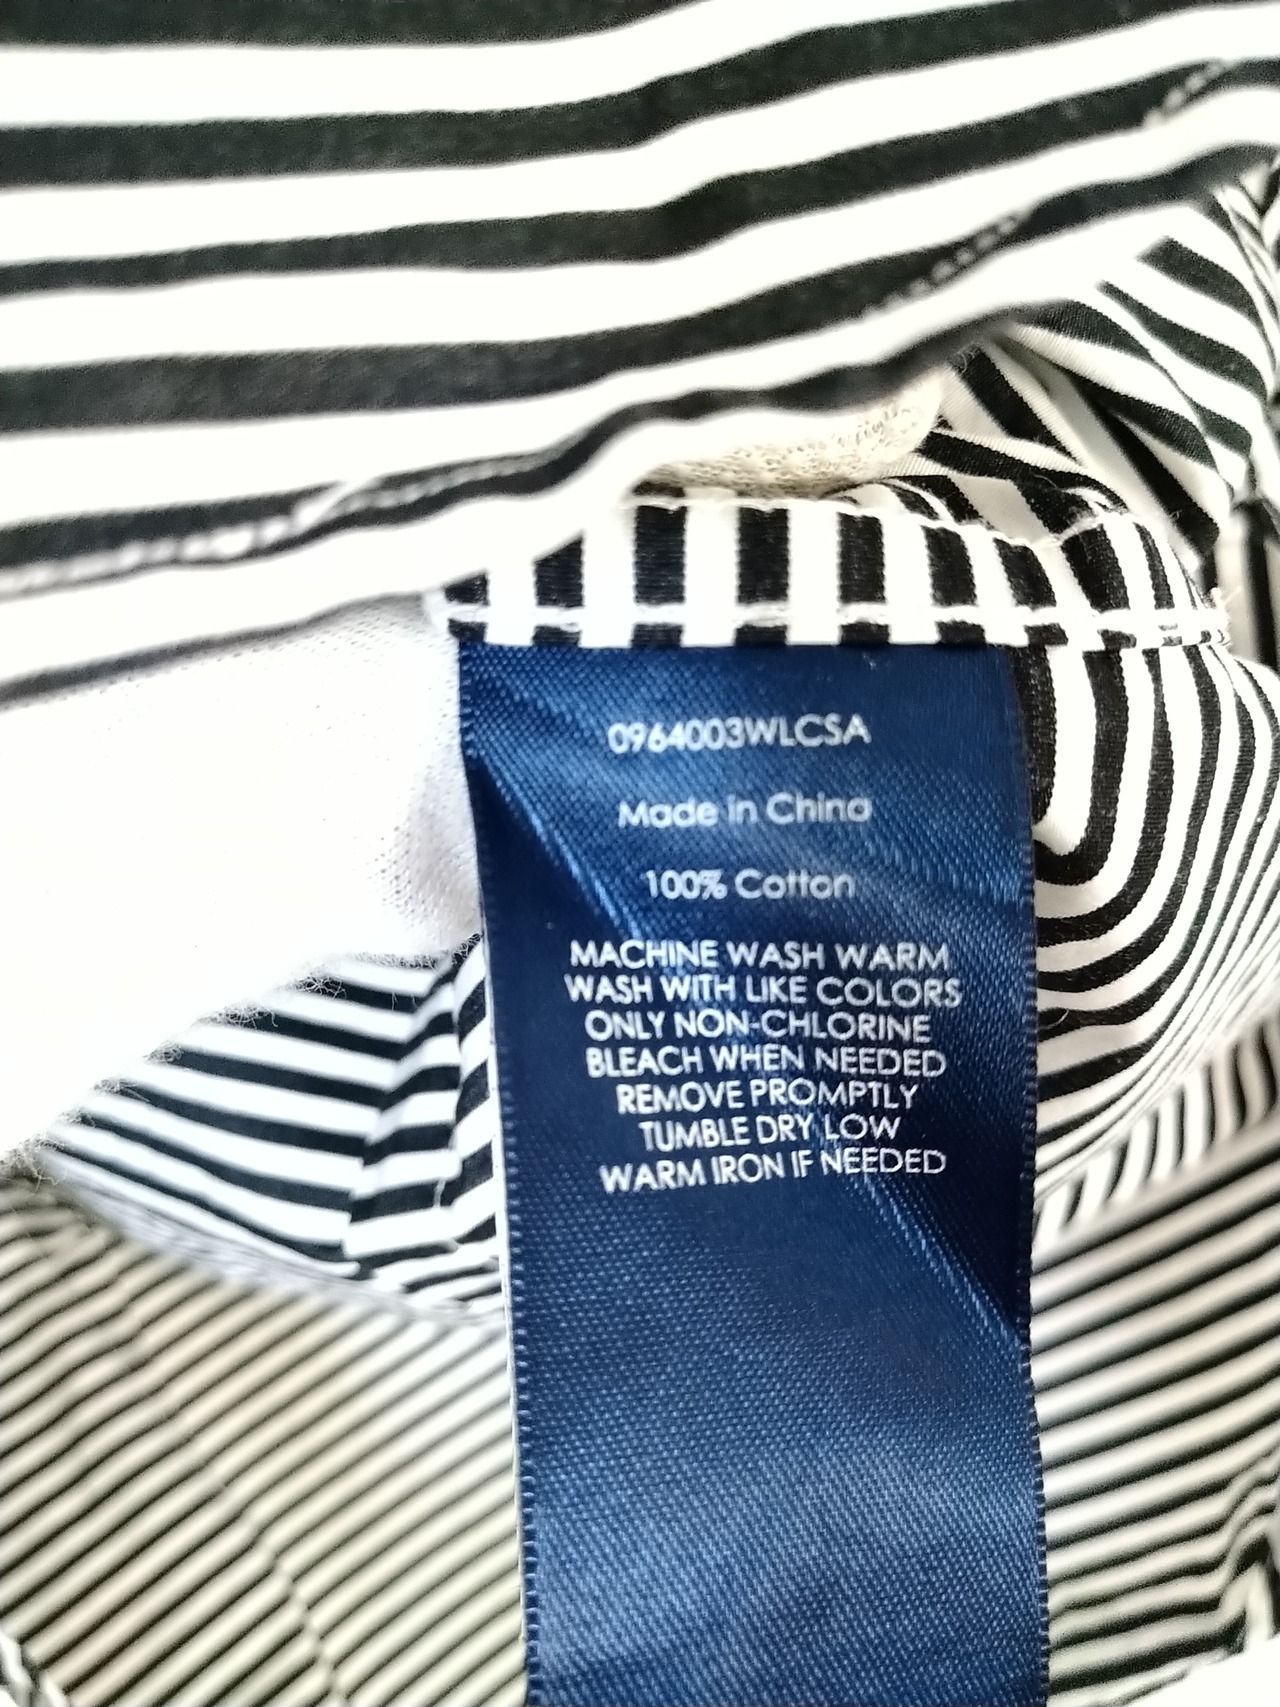 0964003WLCSA
Made in China
100% Cotton
MACHINE WASH WARM
WASH WITH LIKE COLORS
ONLY NON-CHLORINE
BLEACH WHEN NEEDED
REMOVE PROMPTLY
TUMBLE DRY LOW
WARM IRON IF NEEDED